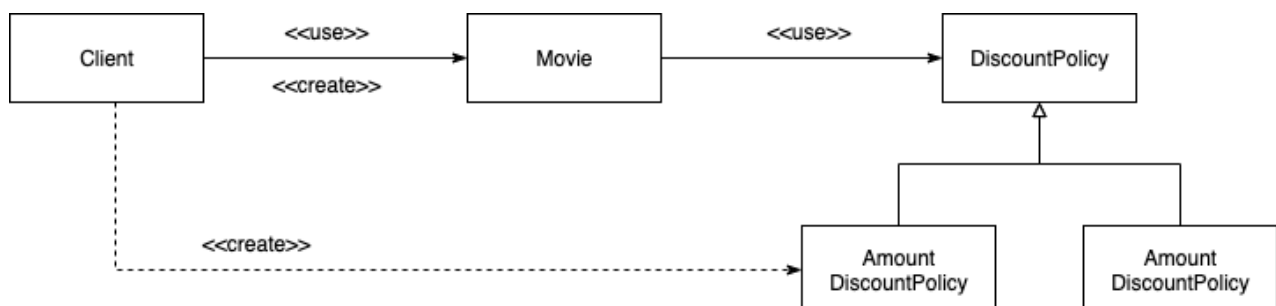 <<use>>
<<use>>
Client
Movie
DiscountPolicy
<<create>>
<<create>>
Amount
DiscountPolicy
Amount
DiscountPolicy